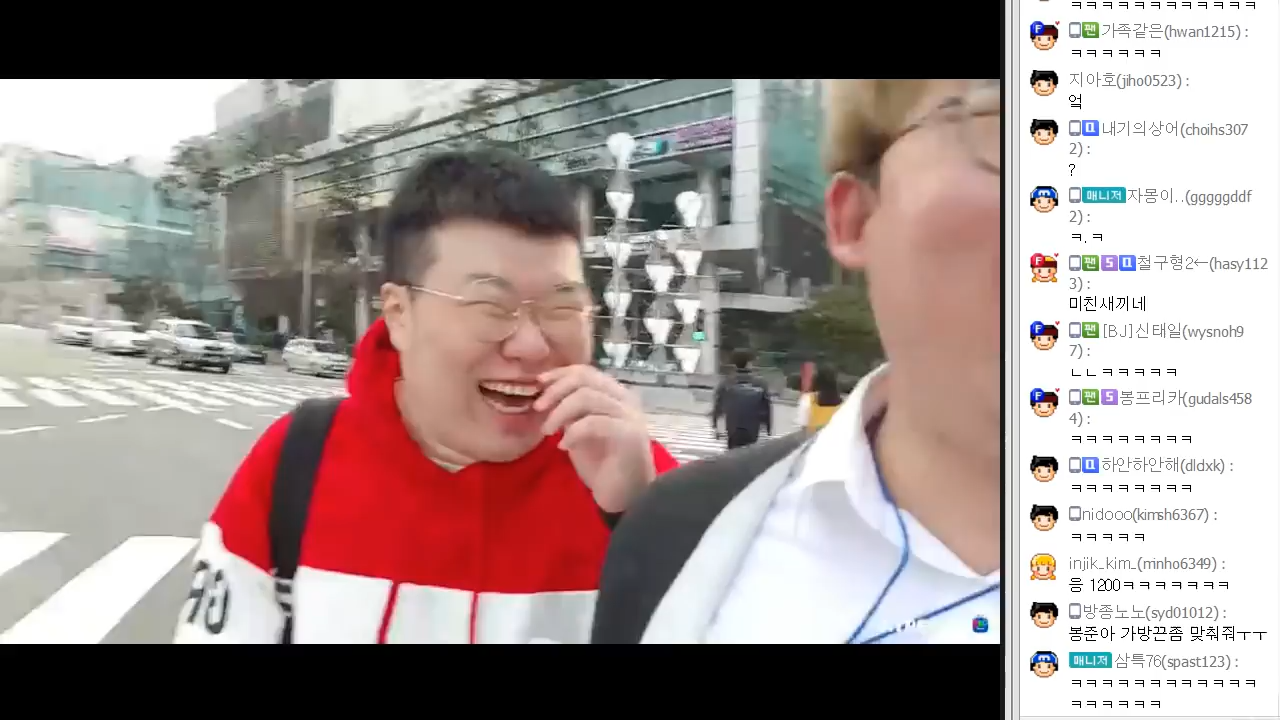 ㅋㅋㅋㅋㅋㅋㅋㅋㅋㅋㅋㅋ
팬 가족같은(hwan1215) :
ㅋㅋㅋㅋㅋㅋ
지아호(jiho0523) :
엌
내기의상어(choihs307
2) :
?
매니저 자몽이..(gggggddf
2) :
ㅋ.ㅋ
팬 S 철구형2←(hasy112
3) :
미친새끼네
팬 [BJ]신태일(wysnoh9
7) :
ㄴㄴㅋㅋㅋㅋㅋ
팬 S 봉프리카(gudals458
4) :
ㅋㅋㅋㅋㅋㅋㅋㅋ
하안하안해(dldxk) :
ㅋㅋㅋㅋㅋㅋㅋㅋ
nidooo(kimsh6367) :
ㅋㅋㅋㅋㅋ
injik_kim_(minho6349) :
응 1200ㅋㅋㅋㅋㅋㅋㅋ
방종노노(syd01012) :
봉준아 가방끈좀 맞춰줘ㅜㅜ
매니저 삼특76(spast123) :
ㅋㅋㅋㅋㅋㅋㅋㅋㅋㅋㅋㅋ
ㅋㅋㅋㅋㅋㅋ